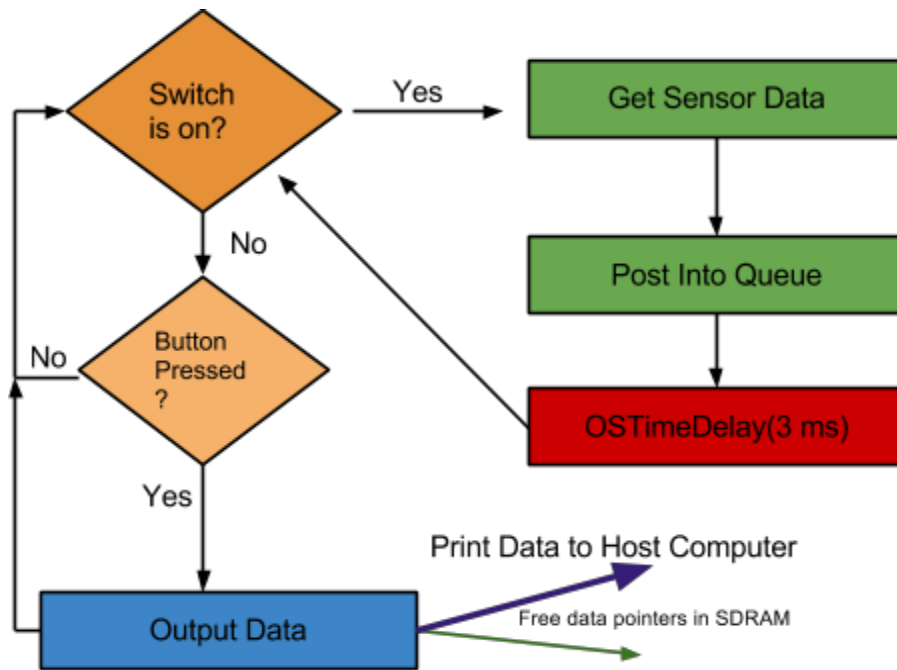 Switch
is on?
Yes
Get Sensor Data
No
Post Into Queue
Button
Pressed
?
No
OSTimeDelay(3 ms)
Yes
Print Data to Host Computer
Output Data
Free data pointers in SDRAM